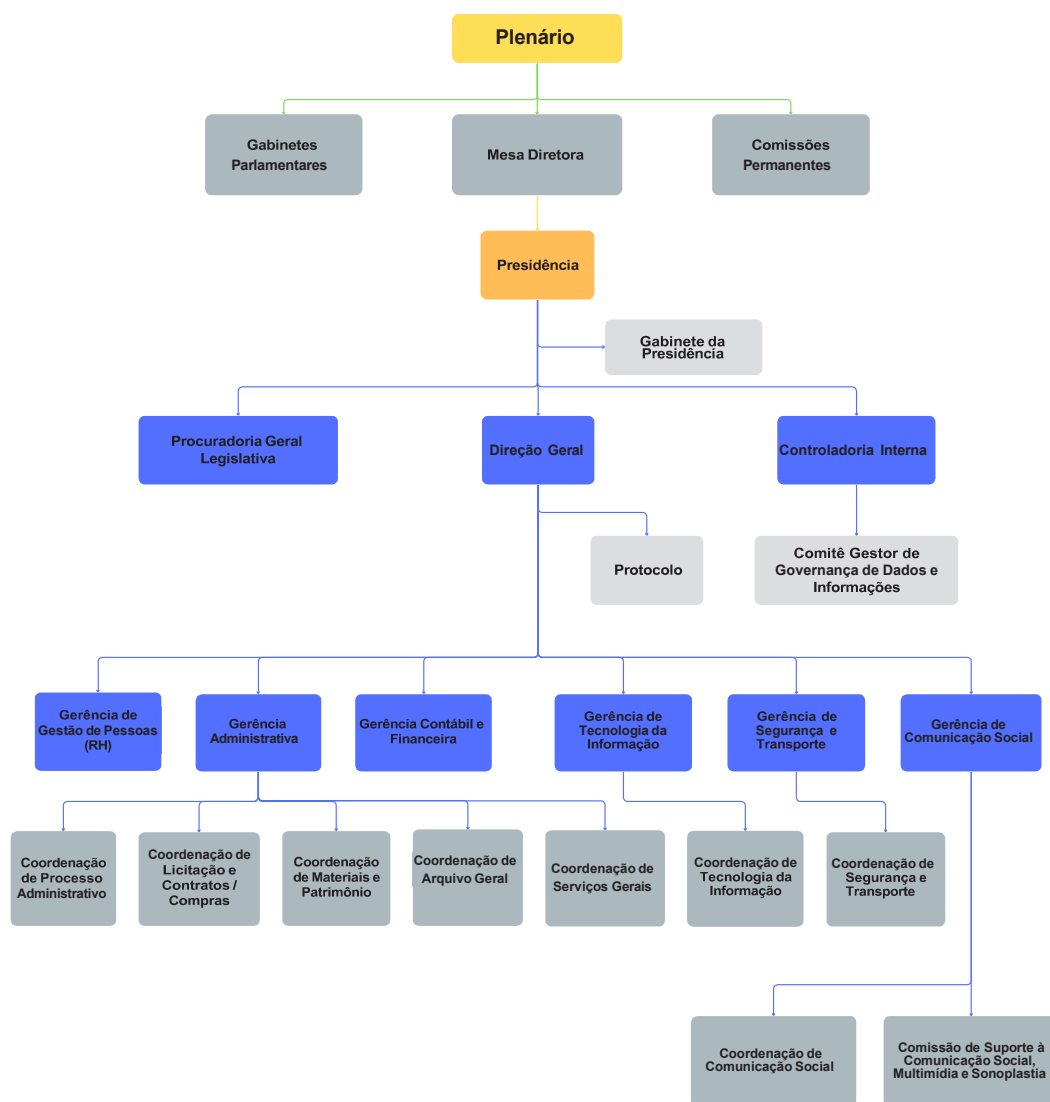 Plenário
Gabinetes
Parlamentares
Mesa Diretora
Comissões
Permanentes
Presidência
Gabinete da
Presidência
Procuradoria Geral
Legislativa
Direção Geral
Controladoria Interna
Protocolo
Comitê Gestor de
Governança de Dados e
Informações
Gerência de
Gestão de Pessoas
(RH)
Gerência
Administrativa
Gerência Contábil e
Financeira
Gerência de
Tecnologia da
Informação
Gerência de
Segurança e
Transporte
Gerência de
Comunicação Social
Coordenação
de Processo
Administrativo
Coordenação de
Licitação e
Contratos /
Compras
Coordenação
de Materiais e
Patrimônio
Coordenação de
Arquivo Geral
Coordenação de
Serviços Gerais
Coordenação de
Tecnologia da
Informação
Coordenação de
Segurança e
Transporte
Coordenação de
Comunicação Social
Comissão de Suporte à
Comunicação Social,
Multimídia e Sonoplastia